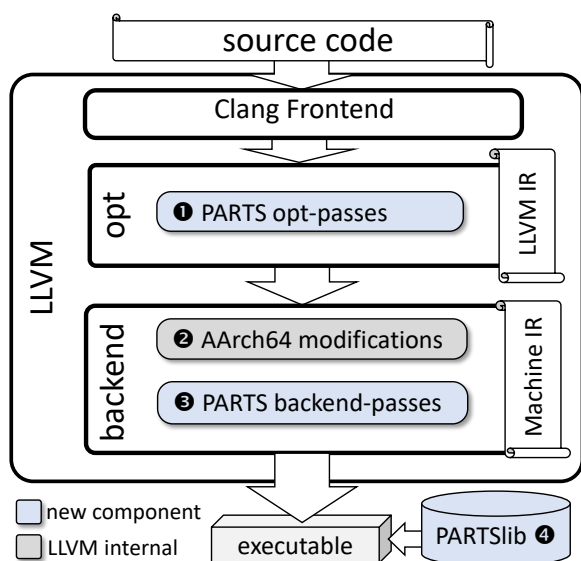 source code
Clang Frontend
LLVM
opt
❶ PARTS opt-passes
LLVM IR
backend
❷ AArch64 modifications
❸ PARTS backend-passes
Machine IR
new component
LLVM internal
executable
PARTSlib ❹